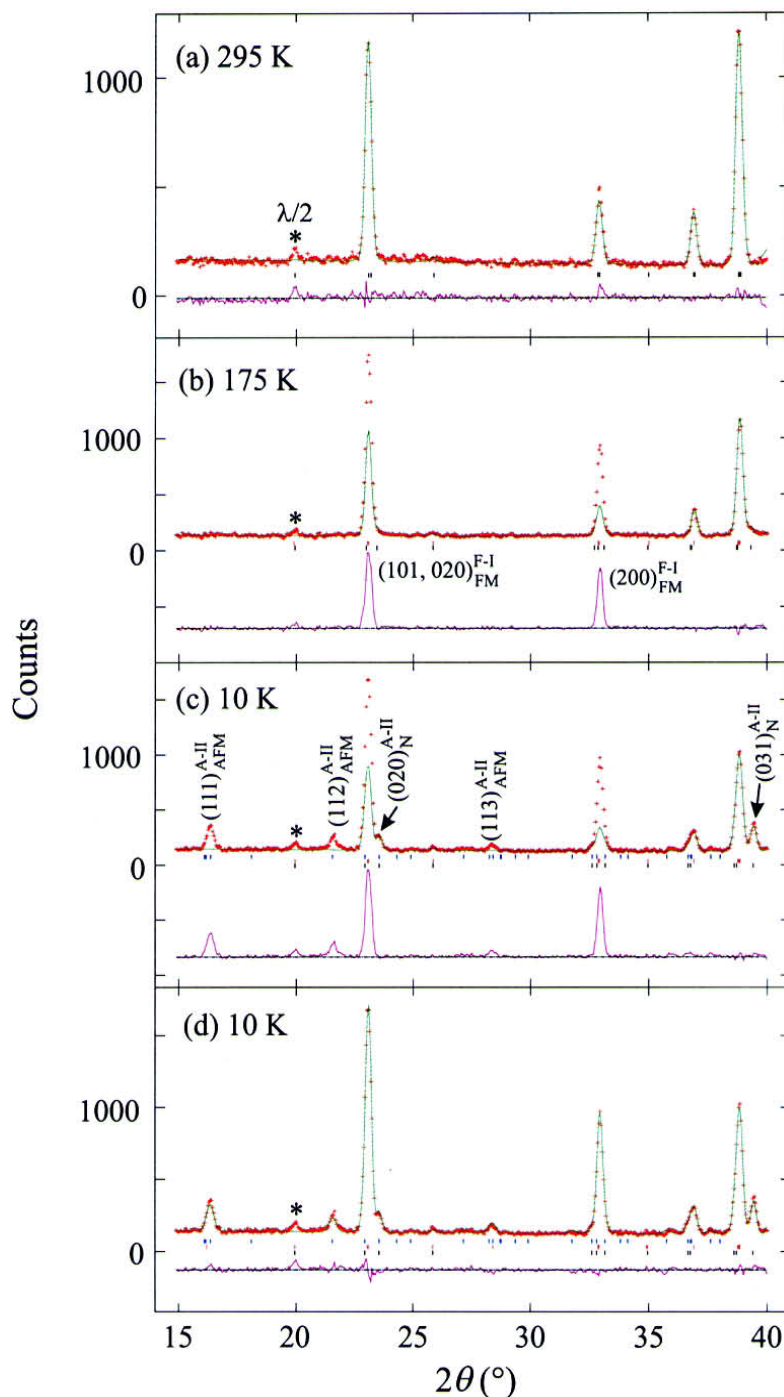 (a) 295 K
1000
λ/2
*
0
(b) 175 K
1000
*
0
(101, 020)F-I FM
(200)F-I FM
(c) 10 K
1000
(111)A-II AFM
*
(112)A-II AFM
(020)A-II N
(113)A-II AFM
(031)A-II N
0
(d) 10 K
1000
*
0
Counts
15 20 25 30 35 40
2θ (°)